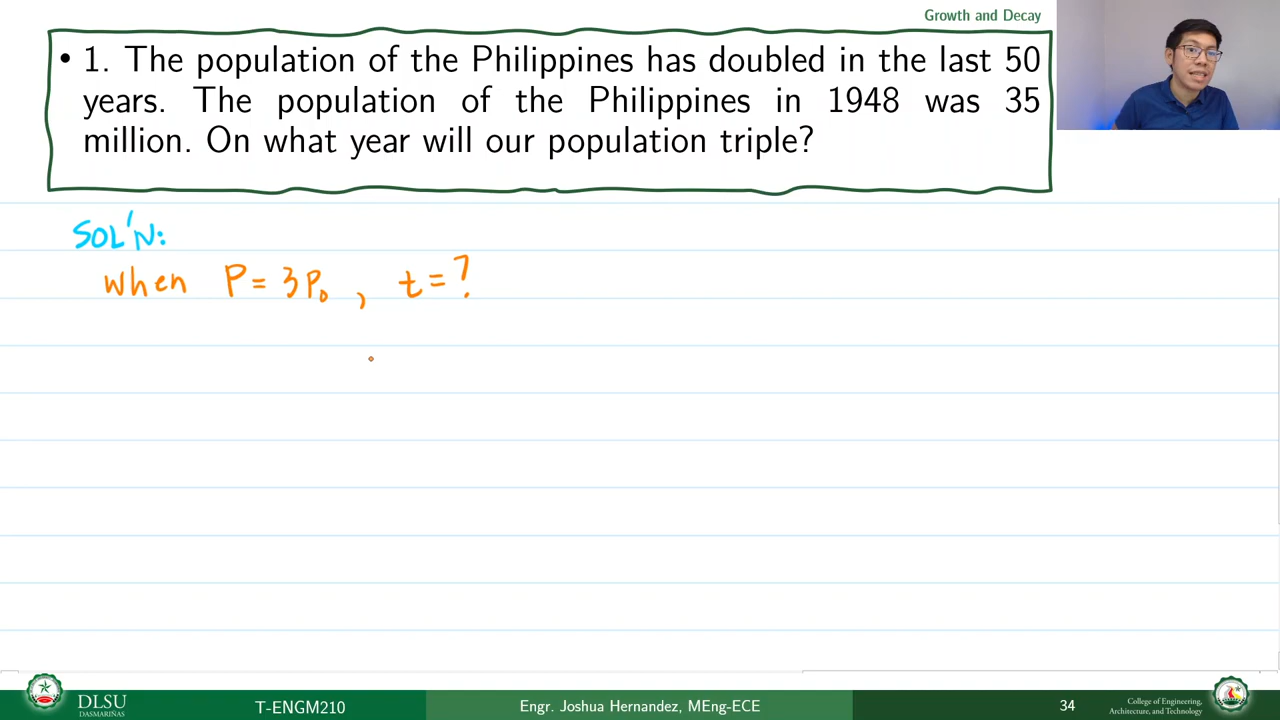 Growth and Decay
• 1. The population of the Philippines has doubled in the last 50
years. The population of the Philippines in 1948 was 35
million. On what year will our population triple?
SOL'N:
When P = 3P₀ , t = ?
DLSU
DASMARIÑAS
T-ENGM210
Engr. Joshua Hernandez, MEng-ECE
34
College of Engineering,
Architecture, and Technology